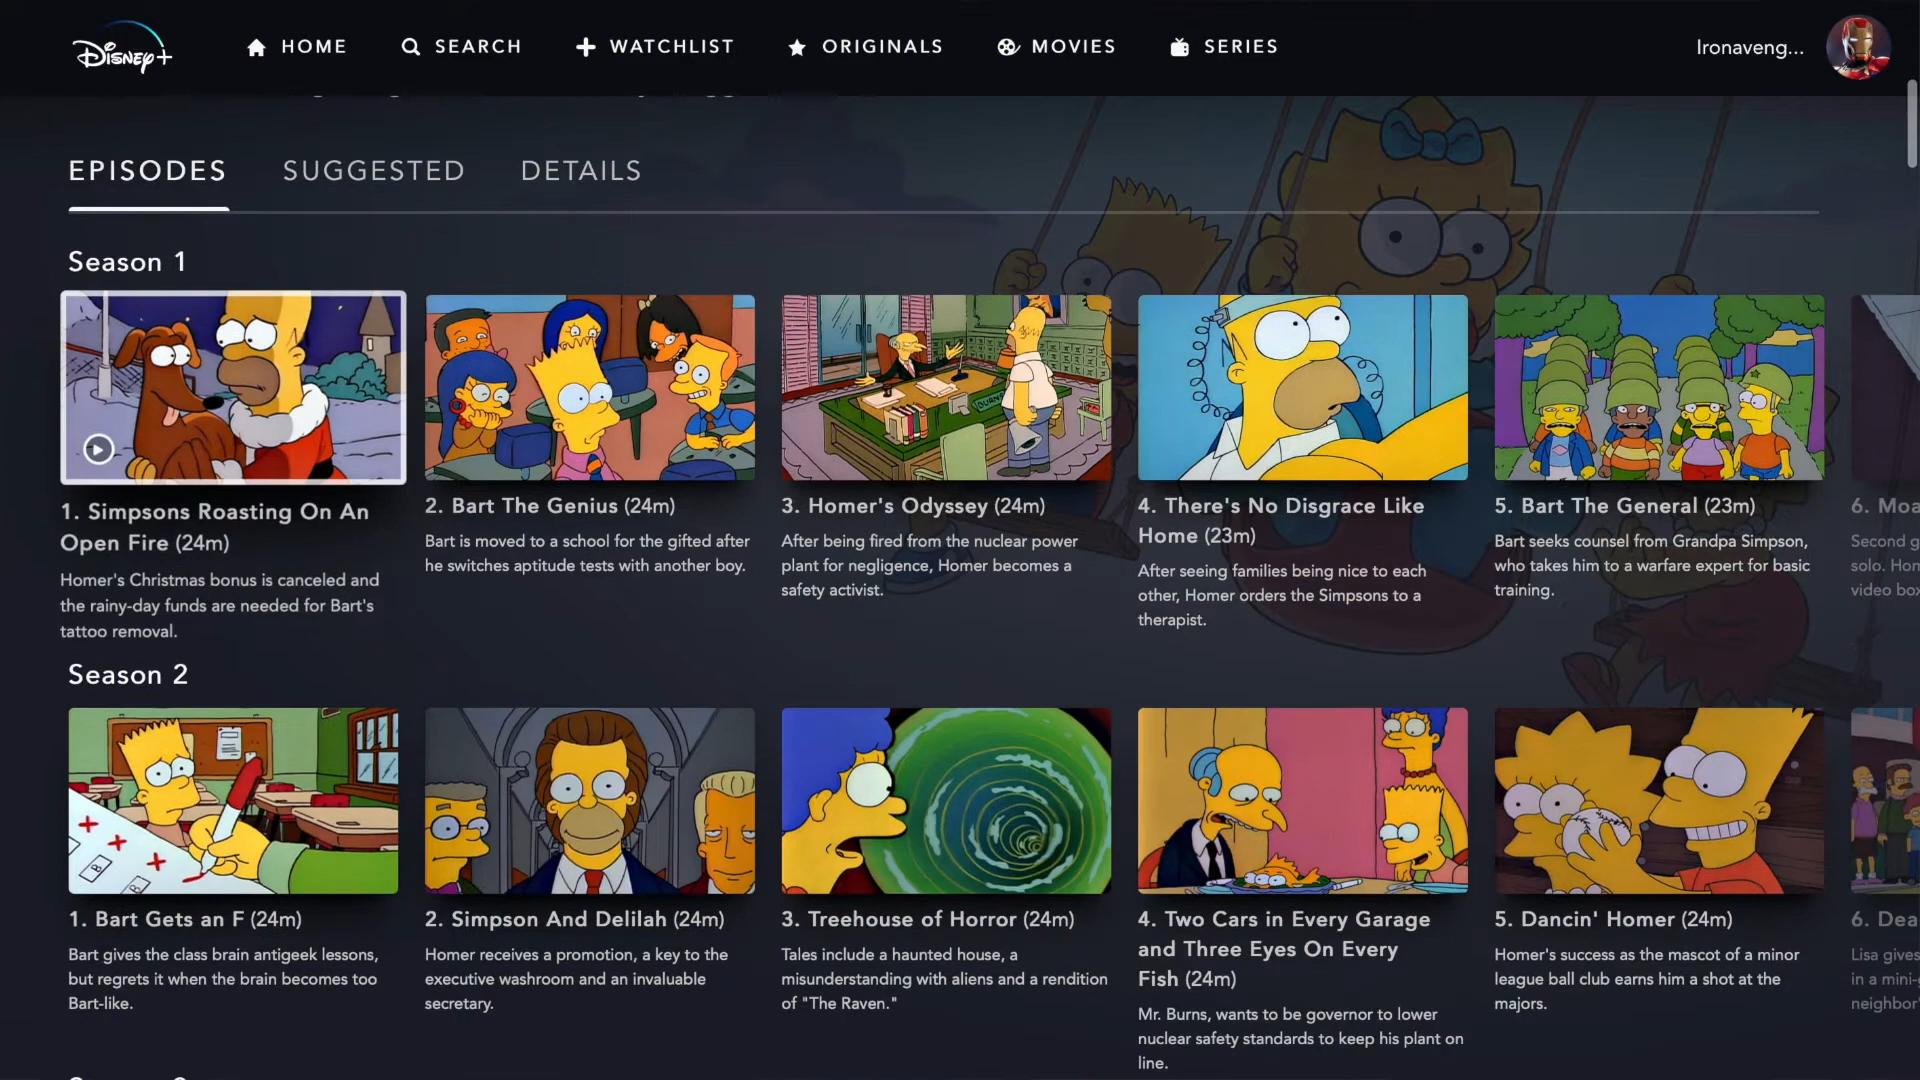 Disney+
HOME
SEARCH
WATCHLIST
ORIGINALS
MOVIES
SERIES
Ironaveng...
EPISODES
SUGGESTED
DETAILS
Season 1
1. Simpsons Roasting On An
Open Fire (24m)
Homer's Christmas bonus is canceled and
the rainy-day funds are needed for Bart's
tattoo removal.
2. Bart The Genius (24m)
Bart is moved to a school for the gifted after
he switches aptitude tests with another boy.
3. Homer's Odyssey (24m)
After being fired from the nuclear power
plant for negligence, Homer becomes a
safety activist.
4. There's No Disgrace Like
Home (23m)
After seeing families being nice to each
other, Homer orders the Simpsons to a
therapist.
5. Bart The General (23m)
Bart seeks counsel from Grandpa Simpson,
who takes him to a warfare expert for basic
training.
6. Moa
Second g
solo. Hom
video box
Season 2
1. Bart Gets an F (24m)
Bart gives the class brain antigeek lessons,
but regrets it when the brain becomes too
Bart-like.
2. Simpson And Delilah (24m)
Homer receives a promotion, a key to the
executive washroom and an invaluable
secretary.
3. Treehouse of Horror (24m)
Tales include a haunted house, a
misunderstanding with aliens and a rendition
of "The Raven."
4. Two Cars in Every Garage
and Three Eyes On Every
Fish (24m)
Mr. Burns, wants to be governor to lower
nuclear safety standards to keep his plant on
line.
5. Dancin' Homer (24m)
Homer's success as the mascot of a minor
league ball club earns him a shot at the
majors.
6. Dea
Lisa gives
in a mini-g
neighbor'